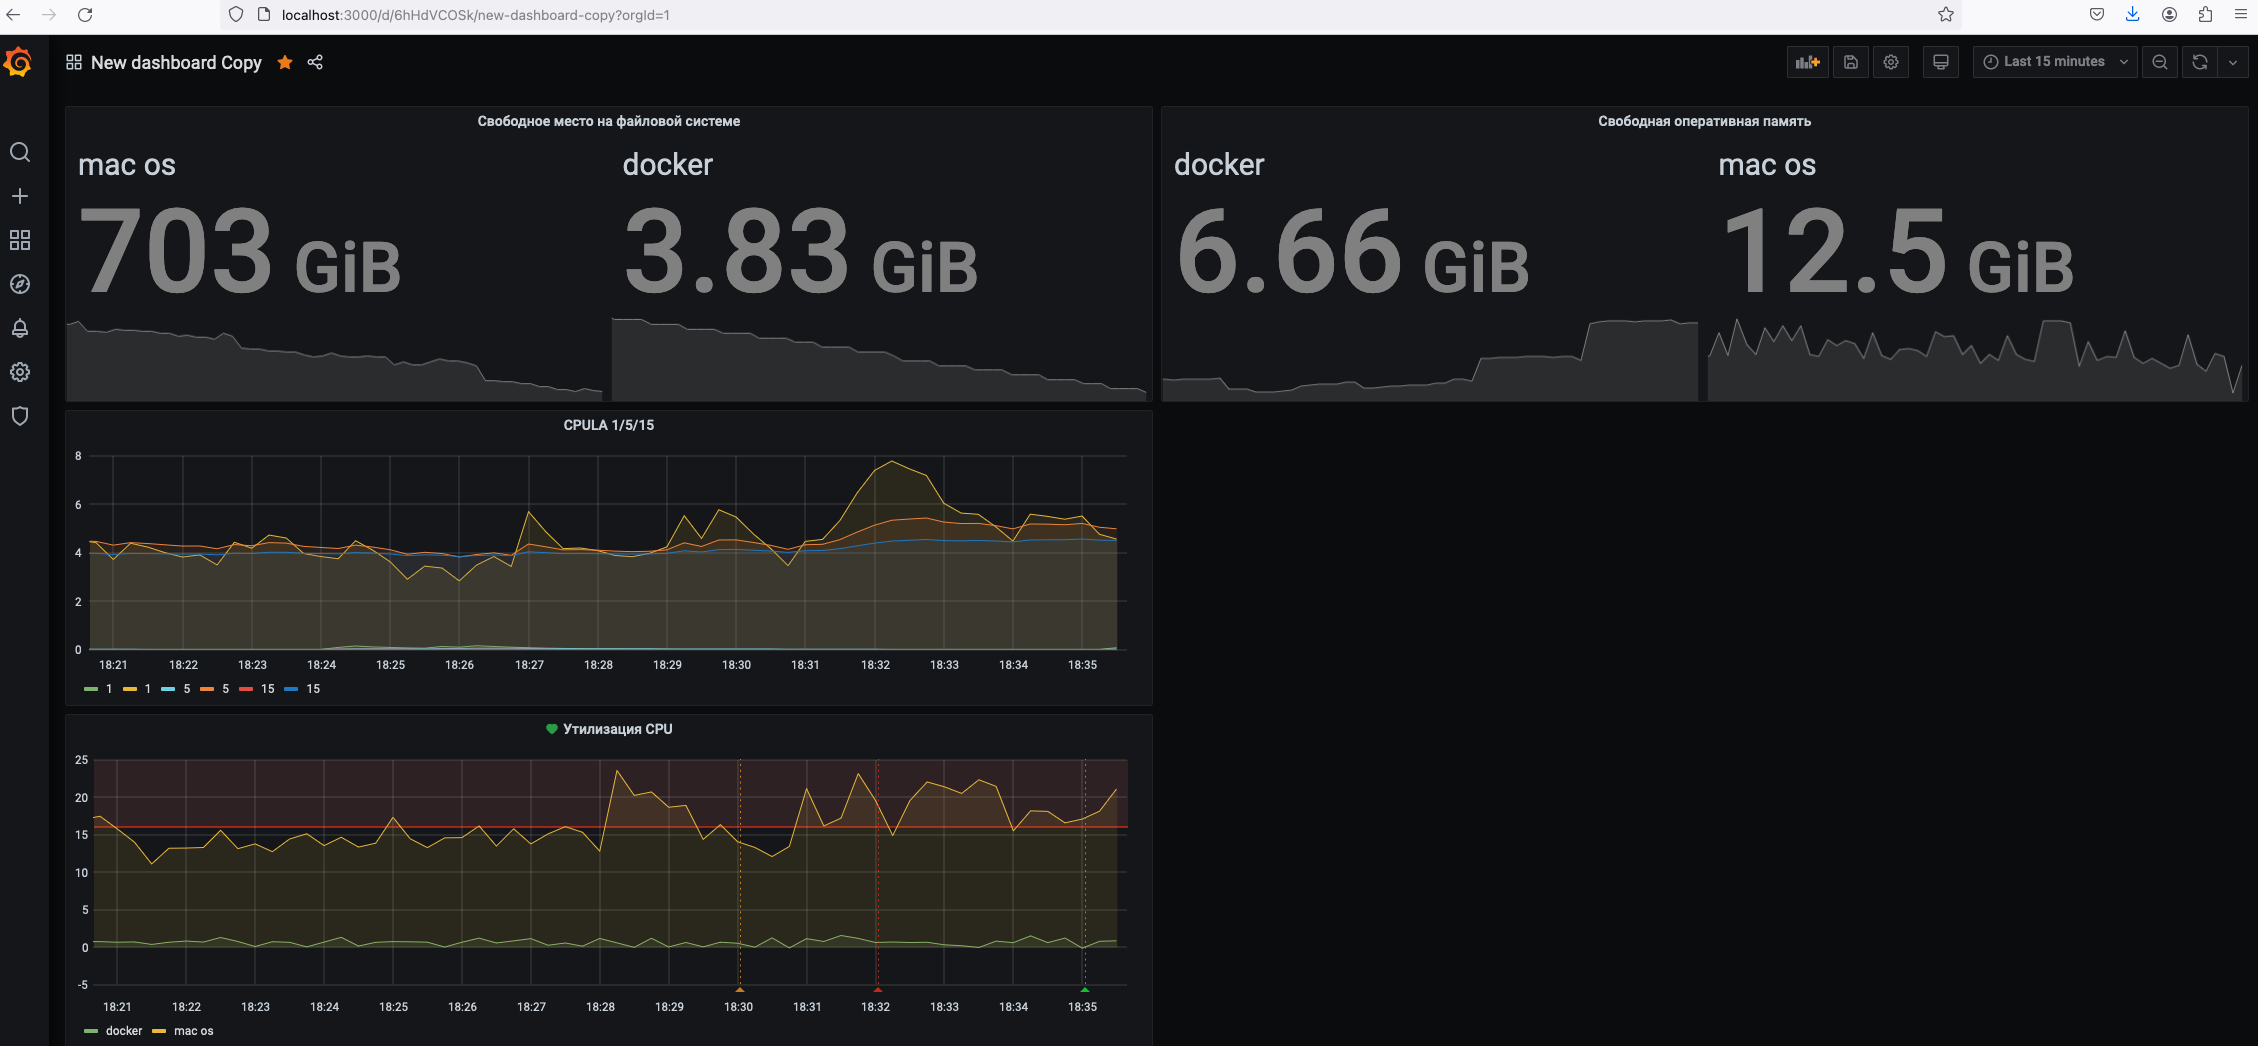 localhost:3000/d/6hHdVCOSk/new-dashboard-copy?orgId=1
New dashboard Copy
Last 15 minutes
Свободное место на файловой системе
mac os
703 GiB
docker
3.83 GiB
Свободная оперативная память
docker
6.66 GiB
mac os
12.5 GiB
CPULA 1/5/15
8
6
4
2
0
18:21 18:22 18:23 18:24 18:25 18:26 18:27 18:28 18:29 18:30 18:31 18:32 18:33 18:34 18:35
1 1 5 5 15 15
Утилизация CPU
25
20
15
10
5
0
-5
18:21 18:22 18:23 18:24 18:25 18:26 18:27 18:28 18:29 18:30 18:31 18:32 18:33 18:34 18:35
docker mac os